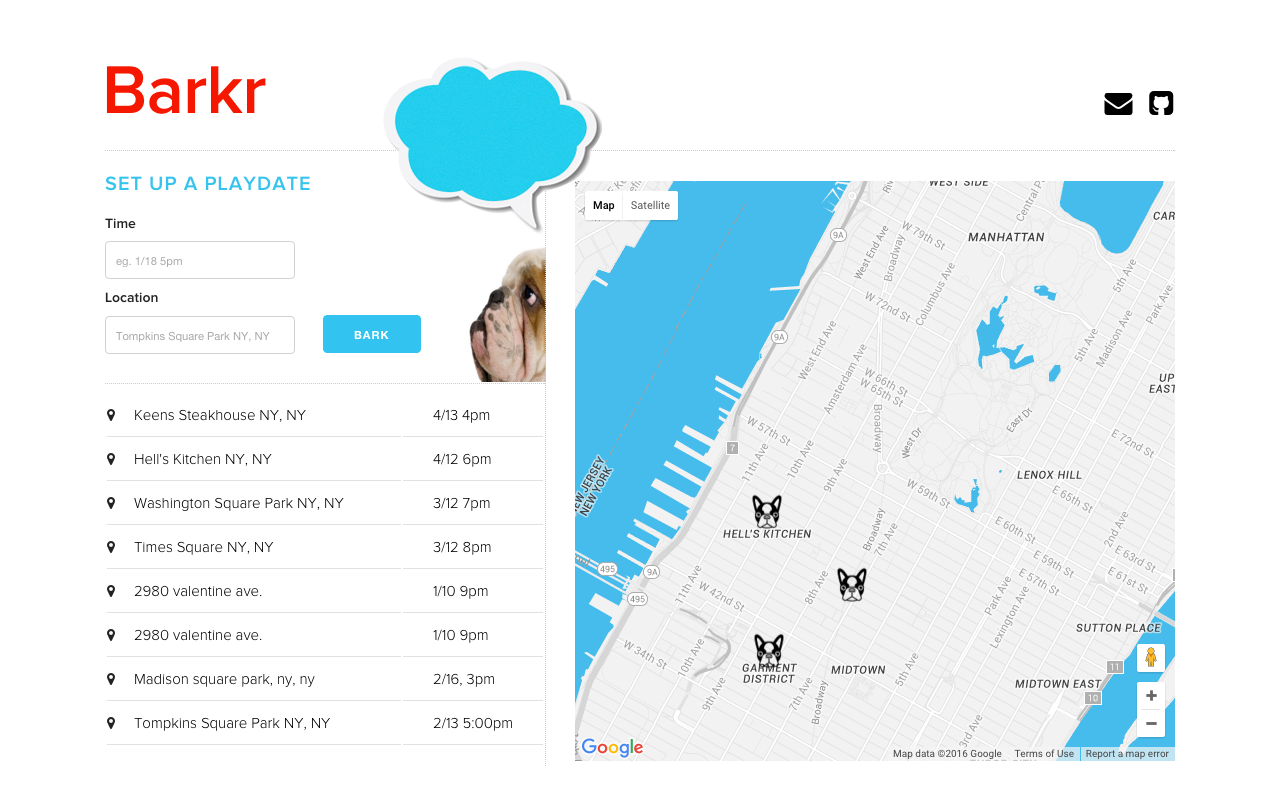 Barkr
SET UP A PLAYDATE
Time
eg. 1/18 5pm
Location
Tompkins Square Park NY, NY
BARK
Keens Steakhouse NY, NY 4/13 4pm
Hell's Kitchen NY, NY 4/12 6pm
Washington Square Park NY, NY 3/12 7pm
Times Square NY, NY 3/12 8pm
2980 valentine ave. 1/10 9pm
2980 valentine ave. 1/10 9pm
Madison square park, ny, ny 2/16, 3pm
Tompkins Square Park NY, NY 2/13 5:00pm
Map Satellite
WEST SIDE
Central P
CAR
9A
West End Ave
Broadway
W 79th St
MANHATTAN
Columbus Ave
5th Ave
Park Ave
W 72nd St
9A
West End Ave
Amsterdam Ave
5th Ave
Madison Ave
W 66th St
W 65th St
UP
EAST
Broadway
W 57th St
West Dr
East Dr
E 72nd St
7
11th Ave
10th Ave
9th Ave
LENOX HILL
NEW YORK
W 59th St
E 65th St
HELL'S KITCHEN
Broadway
7th Ave
E 60th St
2nd Ave
E 59th St
E 63rd St
E 57th St
E 61st St
495
9A
495
11th Ave
W 42nd St
8th Ave
Park Ave
Lexington Ave
SUTTON PLACE
W 34th St
10th Ave
GARMENT
DISTRICT
MIDTOWN
5th Ave
11
MIDTOWN EAST
10
9th Ave
Broadway
3rd Ave
Google
Map data ©2016 Google Terms of Use Report a map error